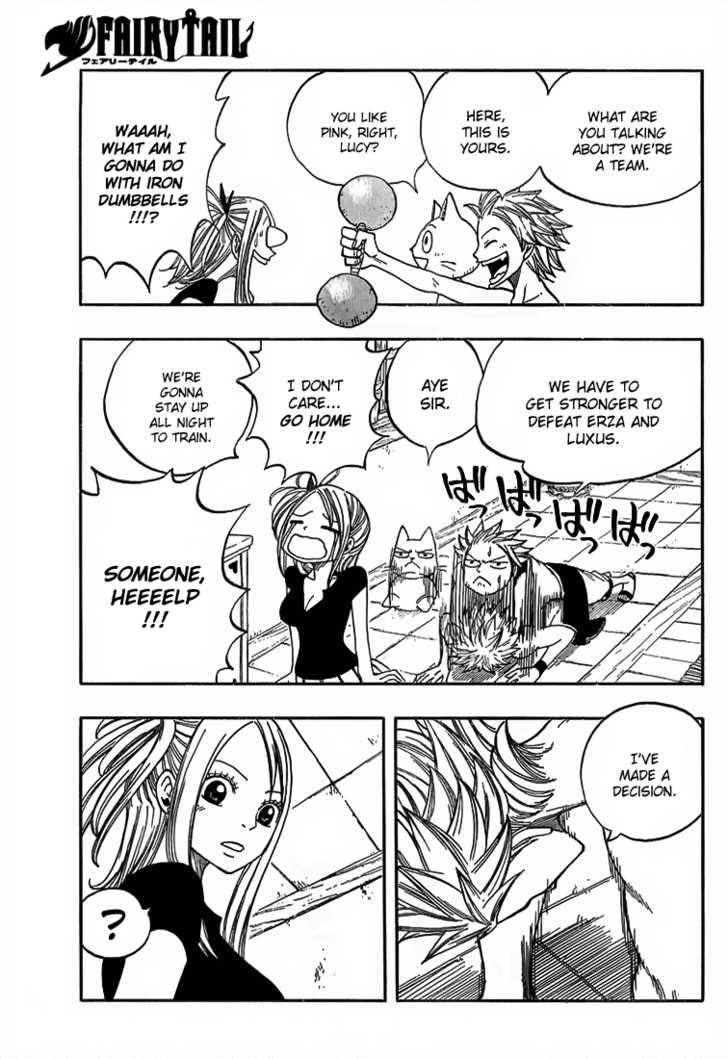 FAIRY TAIL
フェアリーテイル
WHAT ARE
YOU TALKING
ABOUT? WE'RE
A TEAM.
HERE,
THIS IS
YOURS.
YOU LIKE
PINK, RIGHT,
LUCY?
WAAAH,
WHAT AM I
GONNA DO
WITH IRON
DUMBBELLS
!!!?
WE HAVE TO
GET STRONGER TO
DEFEAT ERZA AND
LUXUS.
AYE
SIR.
I DON'T
CARE...
GO HOME
!!!
WE'RE
GONNA
STAY UP
ALL NIGHT
TO TRAIN.
ばっ ばっ ばっ ばっ
SOMEONE,
HEEEELP
!!!
I'VE
MADE A
DECISION.
?